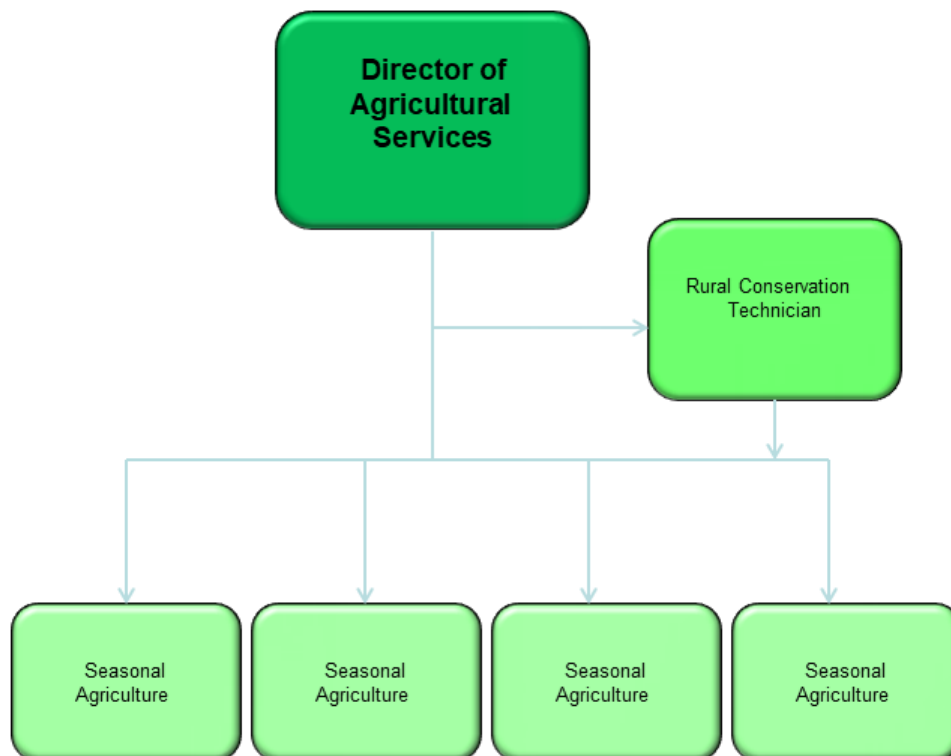 Director of
Agricultural
Services
Rural Conservation
Technician
Seasonal
Agriculture
Seasonal
Agriculture
Seasonal
Agriculture
Seasonal
Agriculture